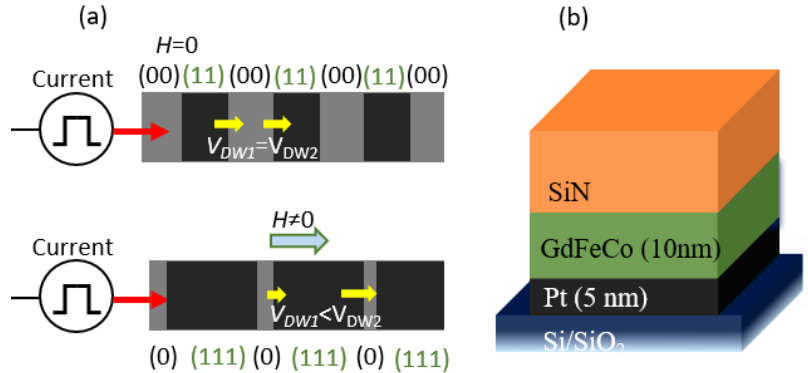 (a)
H=0
(00) (11) (00) (11) (00) (11) (00)
Current
V_DW1=V_DW2
H≠0
Current
V_DW1<V_DW2
(0) (111) (0) (111) (0) (111)
(b)
SiN
GdFeCo (10nm)
Pt (5 nm)
Si/SiO₂